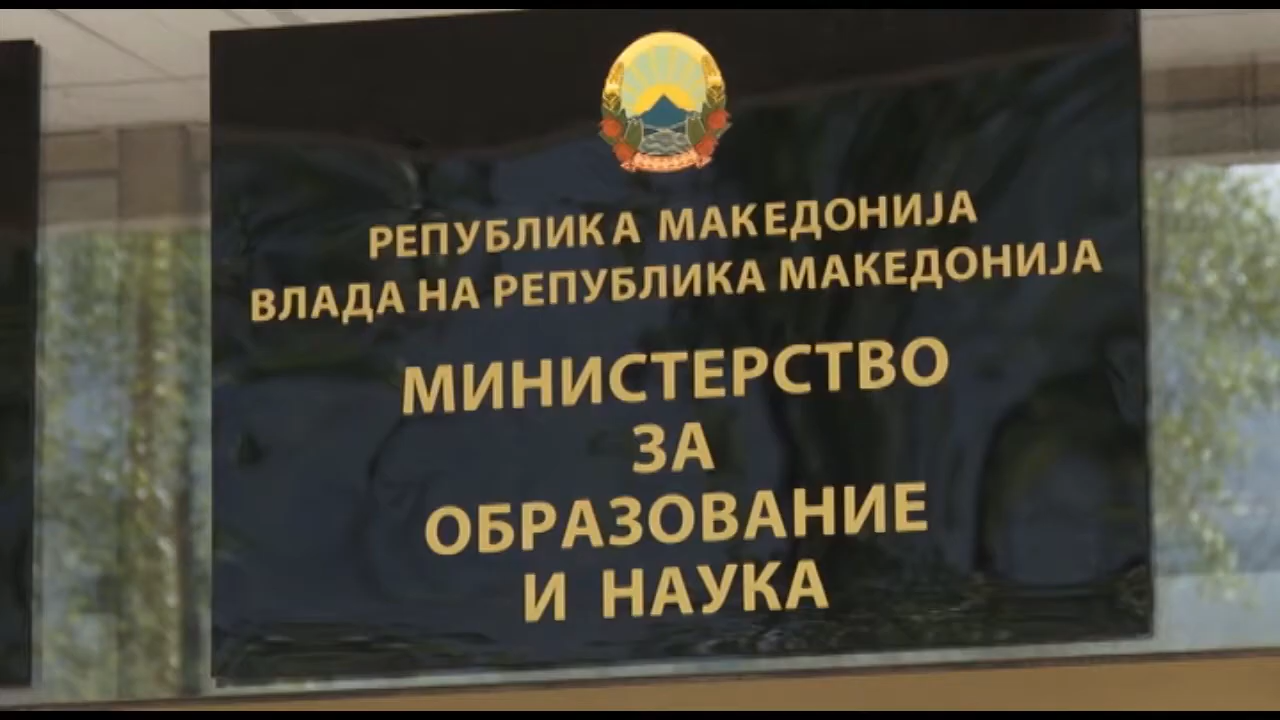 РЕПУБЛИКА МАКЕДОНИЈА
ВЛАДА НА РЕПУБЛИКА МАКЕДОНИЈА
МИНИСТЕРСТВО
ЗА
ОБРАЗОВАНИЕ
И НАУКА